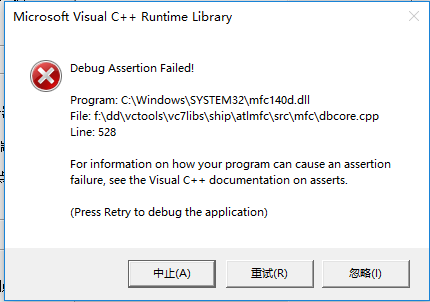 Microsoft Visual C++ Runtime Library
Debug Assertion Failed!
Program: C:\Windows\SYSTEM32\mfc140d.dll
File: f:\dd\vctools\vc7libs\ship\atlmfc\src\mfc\dbcore.cpp
Line: 528
For information on how your program can cause an assertion
failure, see the Visual C++ documentation on asserts.
(Press Retry to debug the application)
中止(A)
重试(R)
忽略(I)